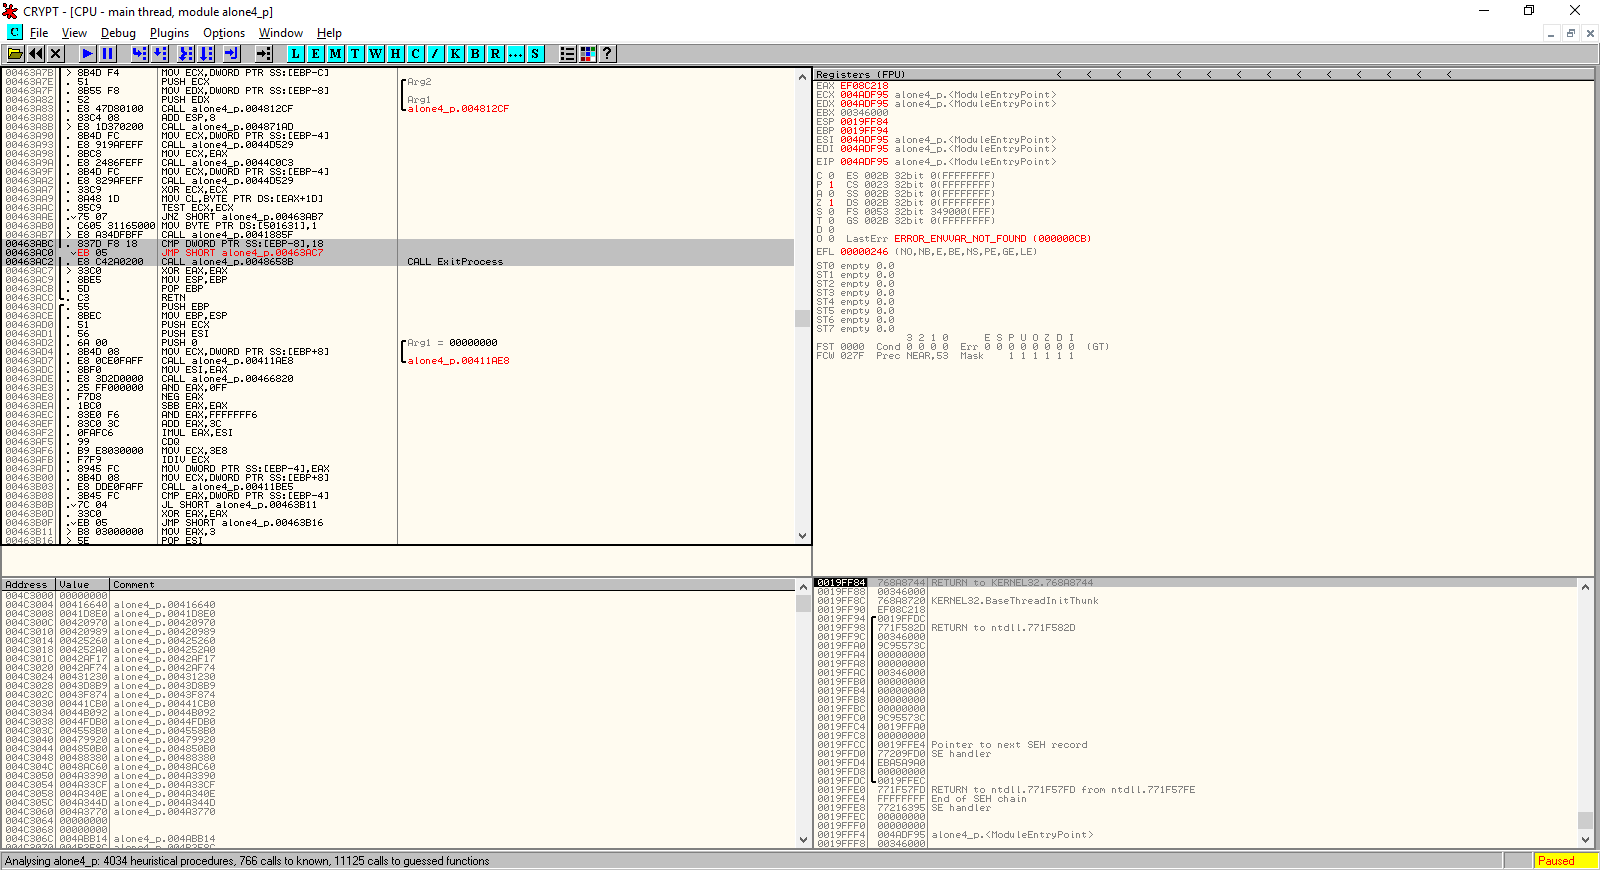 CRYPT - [CPU - main thread, module alone4_p]
C File View Debug Plugins Options Window Help
L E M T W H C / K B R ... S ?
00463A7B > 8B4D F4 MOV ECX,DWORD PTR SS:[EBP-C]
00463A7E . 51 PUSH ECX Arg2
00463A7F . 8B55 F8 MOV EDX,DWORD PTR SS:[EBP-8]
00463A82 . 52 PUSH EDX Arg1
00463A83 . E8 47D80100 CALL alone4_p.004812CF alone4_p.004812CF
00463A88 . 83C4 08 ADD ESP,8
00463A8B > E8 1D370200 CALL alone4_p.004871AD
00463A90 . 8B4D FC MOV ECX,DWORD PTR SS:[EBP-4]
00463A93 . E8 919AFEFF CALL alone4_p.0044D529
00463A98 . 8BC8 MOV ECX,EAX
00463A9A . E8 2486FEFF CALL alone4_p.0044C0C3
00463A9F . 8B4D FC MOV ECX,DWORD PTR SS:[EBP-4]
00463AA2 . E8 829AFEFF CALL alone4_p.0044D529
00463AA7 . 33C9 XOR ECX,ECX
00463AA9 . 8A48 1D MOV CL,BYTE PTR DS:[EAX+1D]
00463AAC . 85C9 TEST ECX,ECX
00463AAE . 75 07 JNZ SHORT alone4_p.00463AB7
00463AB0 . C605 31165000 MOV BYTE PTR DS:[501631],1
00463AB7 > E8 A34DFBFF CALL alone4_p.0041885F
00463ABC . 837D F8 18 CMP DWORD PTR SS:[EBP-8],18
00463AC0 EB 05 JMP SHORT alone4_p.00463AC7
00463AC2 . E8 C42A0200 CALL alone4_p.0048658B CALL ExitProcess
00463AC7 > 33C0 XOR EAX,EAX
00463AC9 . 8BE5 MOV ESP,EBP
00463ACB . 5D POP EBP
00463ACC . C3 RETN
00463ACD . 55 PUSH EBP
00463ACE . 8BEC MOV EBP,ESP
00463AD0 . 51 PUSH ECX
00463AD1 . 56 PUSH ESI
00463AD2 . 6A 00 PUSH 0 Arg1 = 00000000
00463AD4 . 8B4D 08 MOV ECX,DWORD PTR SS:[EBP+8]
00463AD7 . E8 0CE0FAFF CALL alone4_p.00411AE8 alone4_p.00411AE8
00463ADC . 8BF0 MOV ESI,EAX
00463ADE . E8 3D2D0000 CALL alone4_p.00466820
00463AE3 . 25 FF000000 AND EAX,0FF
00463AE8 . F7D8 NEG EAX
00463AEA . 1BC0 SBB EAX,EAX
00463AEC . 83E0 F6 AND EAX,FFFFFFF6
00463AEF . 83C0 3C ADD EAX,3C
00463AF2 . 0FAFC6 IMUL EAX,ESI
00463AF5 . 99 CDQ
00463AF6 . B9 E8030000 MOV ECX,3E8
00463AFB . F7F9 IDIV ECX
00463AFD . 8945 FC MOV DWORD PTR SS:[EBP-4],EAX
00463B00 . 8B4D 08 MOV ECX,DWORD PTR SS:[EBP+8]
00463B03 . E8 DDE0FAFF CALL alone4_p.00411BE5
00463B08 . 3B45 FC CMP EAX,DWORD PTR SS:[EBP-4]
00463B0B . 7C 04 JL SHORT alone4_p.00463B11
00463B0D . 33C0 XOR EAX,EAX
00463B0F . EB 05 JMP SHORT alone4_p.00463B16
00463B11 > B8 03000000 MOV EAX,3
00463B16 > 5E POP ESI
Registers (FPU) < < < < < < < < < < < < < <
EAX EF08C218
ECX 004ADF95 alone4_p.<ModuleEntryPoint>
EDX 004ADF95 alone4_p.<ModuleEntryPoint>
EBX 00346000
ESP 0019FF84
EBP 0019FF94
ESI 004ADF95 alone4_p.<ModuleEntryPoint>
EDI 004ADF95 alone4_p.<ModuleEntryPoint>
EIP 004ADF95 alone4_p.<ModuleEntryPoint>
C 0 ES 002B 32bit 0(FFFFFFFF)
P 1 CS 0023 32bit 0(FFFFFFFF)
A 0 SS 002B 32bit 0(FFFFFFFF)
Z 1 DS 002B 32bit 0(FFFFFFFF)
S 0 FS 0053 32bit 349000(FFF)
T 0 GS 002B 32bit 0(FFFFFFFF)
D 0
O 0 LastErr ERROR_ENVVAR_NOT_FOUND (000000CB)
EFL 00000246 (NO,NB,E,BE,NS,PE,GE,LE)
ST0 empty 0.0
ST1 empty 0.0
ST2 empty 0.0
ST3 empty 0.0
ST4 empty 0.0
ST5 empty 0.0
ST6 empty 0.0
ST7 empty 0.0
3 2 1 0 E S P U O Z D I
FST 0000 Cond 0 0 0 0 Err 0 0 0 0 0 0 0 0 (GT)
FCW 027F Prec NEAR,53 Mask 1 1 1 1 1 1
Address Value Comment
004C3000 00000000
004C3004 00416640 alone4_p.00416640
004C3008 0041D8E0 alone4_p.0041D8E0
004C300C 00420970 alone4_p.00420970
004C3010 00420989 alone4_p.00420989
004C3014 00425260 alone4_p.00425260
004C3018 004252A0 alone4_p.004252A0
004C301C 0042AF17 alone4_p.0042AF17
004C3020 0042AF74 alone4_p.0042AF74
004C3024 00431230 alone4_p.00431230
004C3028 0043D8B9 alone4_p.0043D8B9
004C302C 0043F874 alone4_p.0043F874
004C3030 00441CB0 alone4_p.00441CB0
004C3034 0044B092 alone4_p.0044B092
004C3038 0044FDB0 alone4_p.0044FDB0
004C303C 004558B0 alone4_p.004558B0
004C3040 00479920 alone4_p.00479920
004C3044 004850B0 alone4_p.004850B0
004C3048 00488380 alone4_p.00488380
004C304C 0048AC60 alone4_p.0048AC60
004C3050 004A3390 alone4_p.004A3390
004C3054 004A33CF alone4_p.004A33CF
004C3058 004A340E alone4_p.004A340E
004C305C 004A344D alone4_p.004A344D
004C3060 004A3770 alone4_p.004A3770
004C3064 00000000
004C3068 00000000
004C306C 004ABB14 alone4_p.004ABB14
0019FF84 768A8744 RETURN to KERNEL32.768A8744
0019FF88 00346000
0019FF8C 768A8720 KERNEL32.BaseThreadInitThunk
0019FF90 EF08C218
0019FF94 0019FFDC
0019FF98 771F582D RETURN to ntdll.771F582D
0019FF9C 00346000
0019FFA0 9C95573C
0019FFA4 00000000
0019FFA8 00000000
0019FFAC 00346000
0019FFB0 00000000
0019FFB4 00000000
0019FFB8 00000000
0019FFBC 00000000
0019FFC0 9C95573C
0019FFC4 0019FFA0
0019FFC8 00000000
0019FFCC 0019FFE4 Pointer to next SEH record
0019FFD0 77209FD0 SE handler
0019FFD4 EBA5A9A0
0019FFD8 00000000
0019FFDC 0019FFEC
0019FFE0 771F57FD RETURN to ntdll.771F57FD from ntdll.771F57FE
0019FFE4 FFFFFFFF End of SEH chain
0019FFE8 77216395 SE handler
0019FFEC 00000000
0019FFF0 00000000
0019FFF4 004ADF95 alone4_p.<ModuleEntryPoint>
0019FFF8 00346000
Analysing alone4_p: 4034 heuristical procedures, 766 calls to known, 11125 calls to guessed functions
Paused